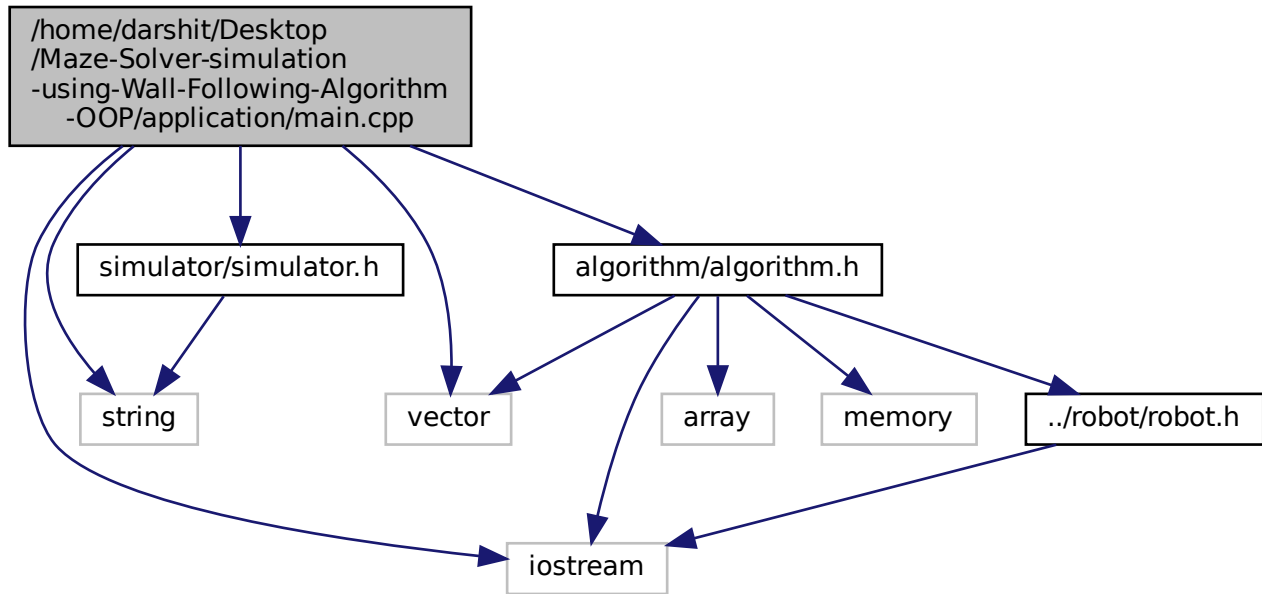 /home/darshit/Desktop
/Maze-Solver-simulation
-using-Wall-Following-Algorithm
-OOP/application/main.cpp
simulator/simulator.h
algorithm/algorithm.h
string
vector
array
memory
../robot/robot.h
iostream